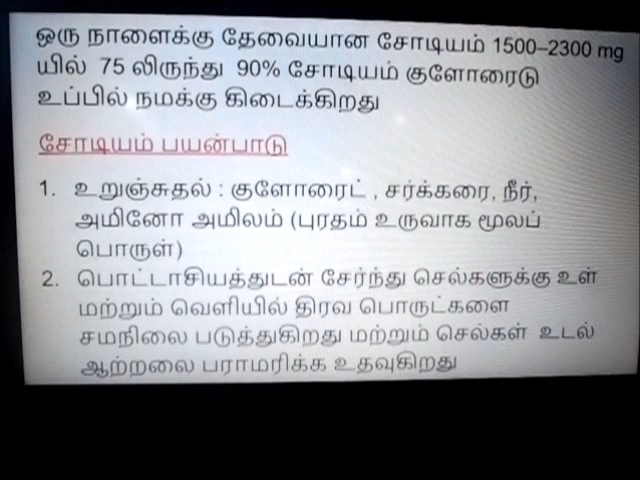 ஒரு நாளைக்கு தேவையான சோடியம் 1500–2300 mg
யில் 75 லிருந்து 90% சோடியம் குளோரைடு
உப்பில் நமக்கு கிடைக்கிறது
சோடியம் பயன்பாடு
1. உறுஞ்சுதல் : குளோரைட் , சர்க்கரை, நீர்,
அமினோ அமிலம் (புரதம் உருவாக மூலப்
பொருள்)
2. பொட்டாசியத்துடன் சேர்ந்து செல்களுக்கு உள்
மற்றும் வெளியில் திரவ பொருட்களை
சமநிலை படுத்துகிறது மற்றும் செல்கள் உடல்
ஆற்றலை பராமரிக்க உதவுகிறது